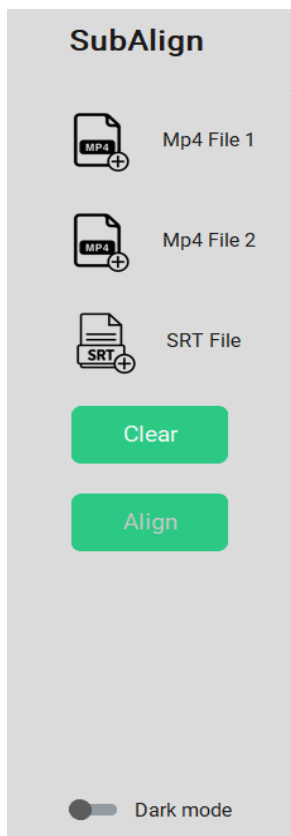 SubAlign
MP4
Mp4 File 1
MP4
Mp4 File 2
SRT
SRT File
Clear
Align
Dark mode